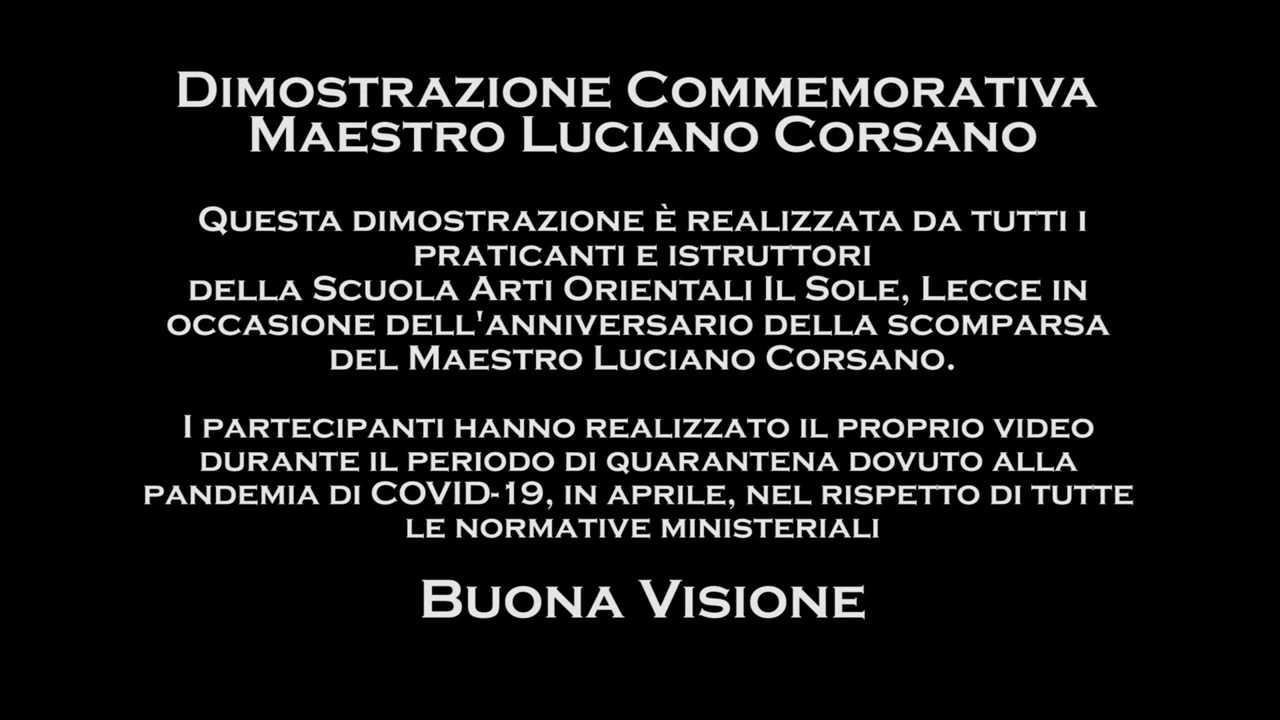 Dimostrazione Commemorativa
Maestro Luciano Corsano
Questa dimostrazione è realizzata da tutti i
praticanti e istruttori
della Scuola Arti Orientali Il Sole, Lecce in
occasione dell'anniversario della scomparsa
del Maestro Luciano Corsano.
I partecipanti hanno realizzato il proprio video
durante il periodo di quarantena dovuto alla
pandemia di COVID-19, in aprile, nel rispetto di tutte
le normative ministeriali
Buona Visione